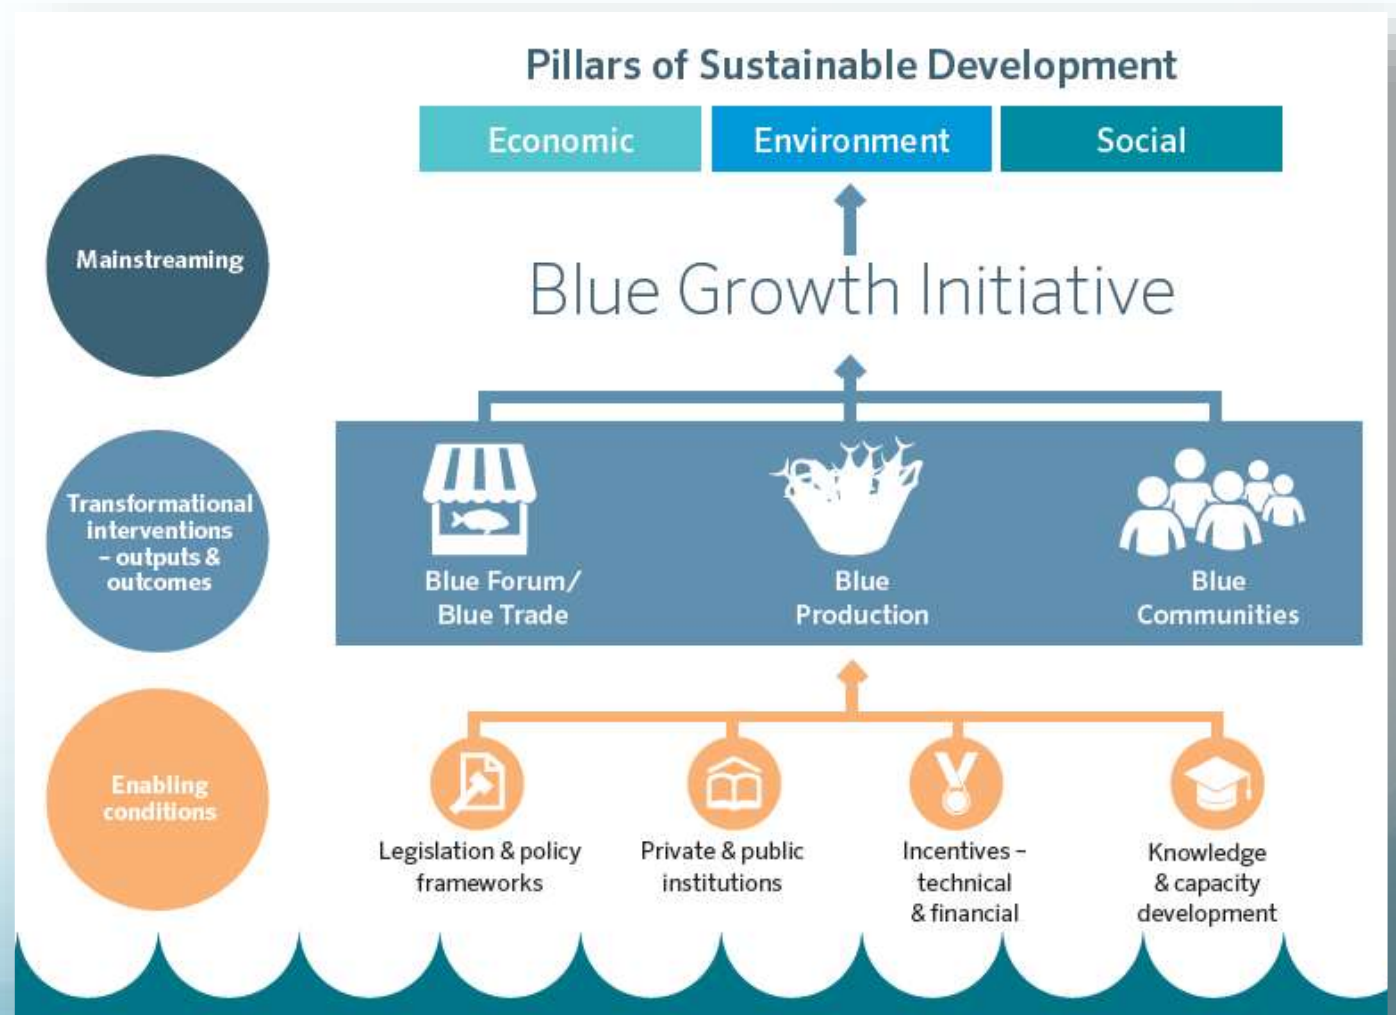 Pillars of Sustainable Development
Economic
Environment
Social
Mainstreaming
Blue Growth Initiative
Transformational
interventions
– outputs &
outcomes
Blue Forum/
Blue Trade
Blue
Production
Blue
Communities
Enabling
conditions
Legislation & policy
frameworks
Private & public
institutions
Incentives –
technical
& financial
Knowledge
& capacity
development